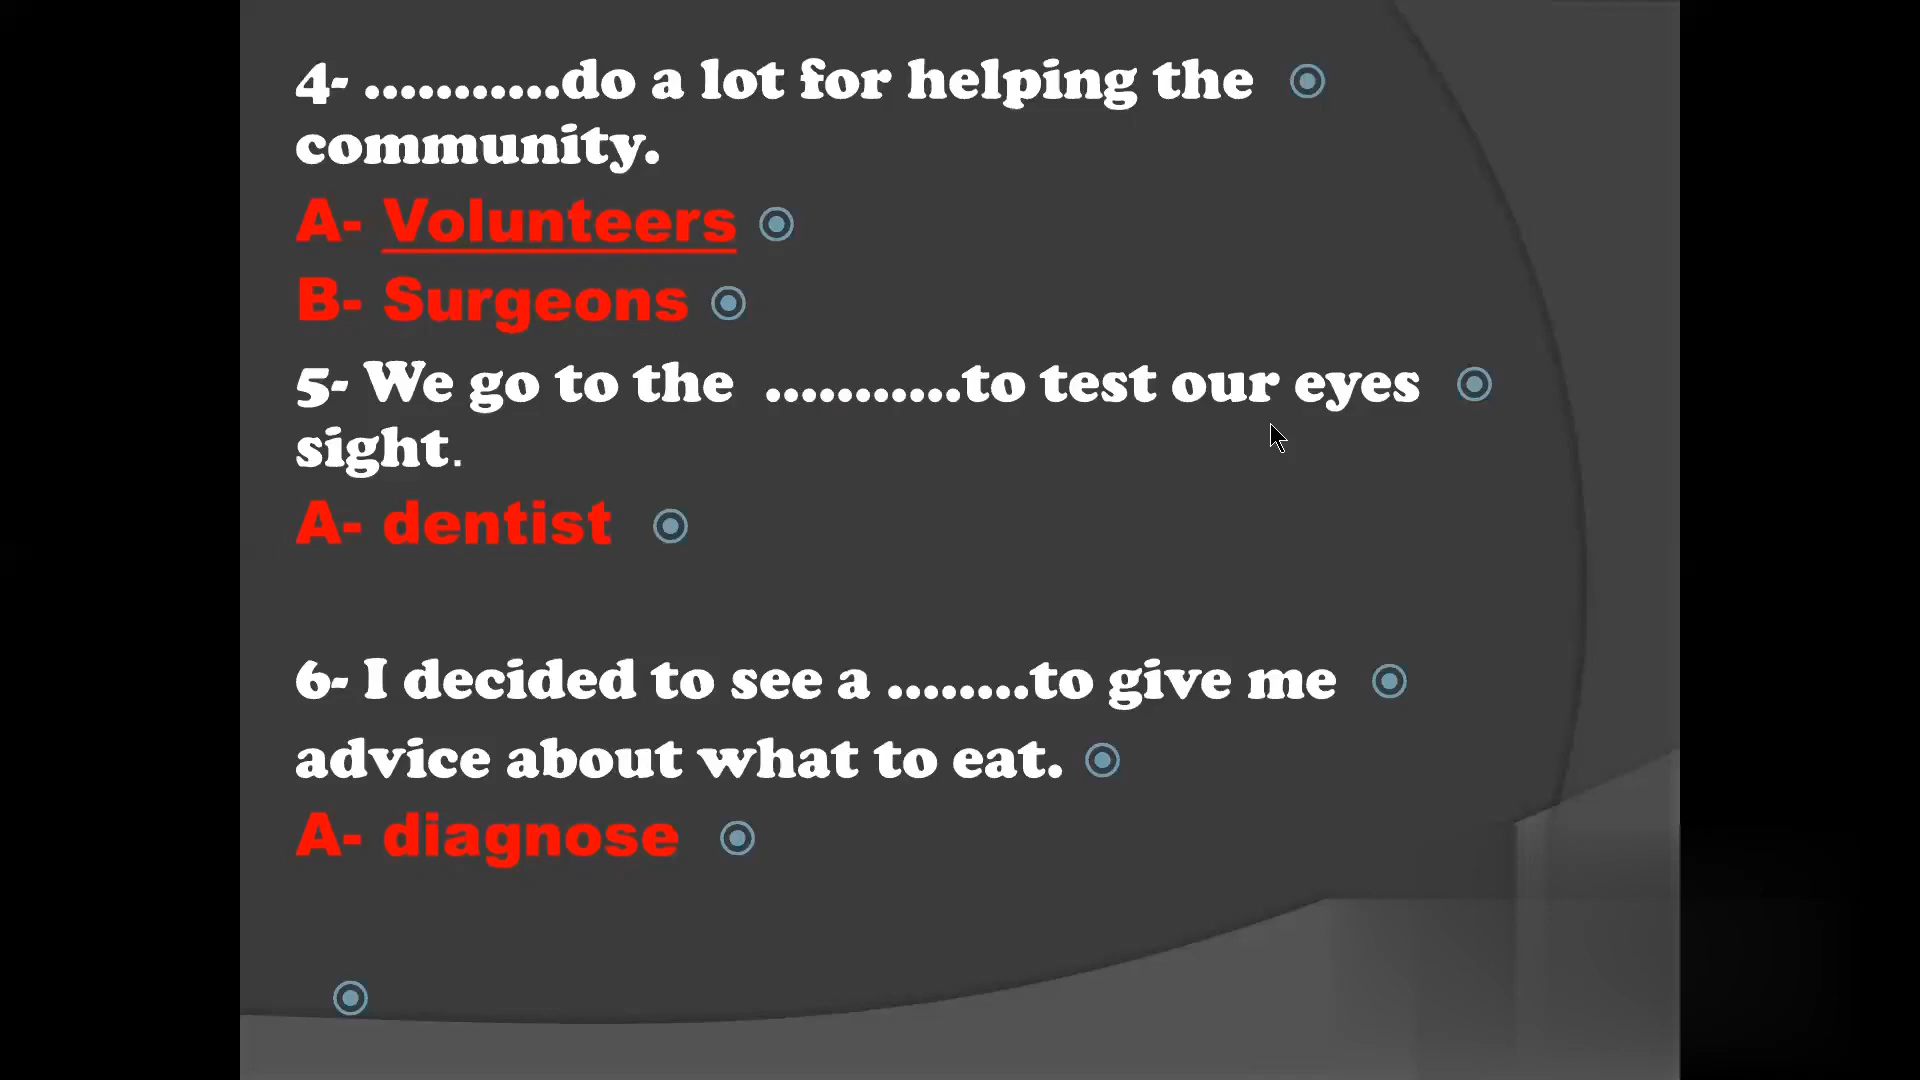 4- ...........do a lot for helping the
community.
A- Volunteers
B- Surgeons
5- We go to the ...........to test our eyes
sight.
A- dentist
6- I decided to see a ........to give me
advice about what to eat.
A- diagnose